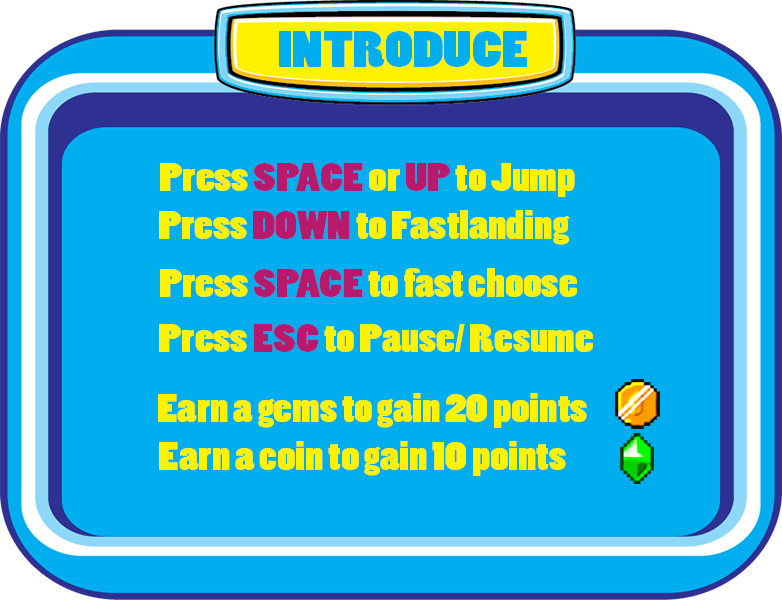 INTRODUCE
Press SPACE or UP to Jump
Press DOWN to Fastlanding
Press SPACE to fast choose
Press ESC to Pause/ Resume
Earn a gems to gain 20 points
Earn a coin to gain 10 points